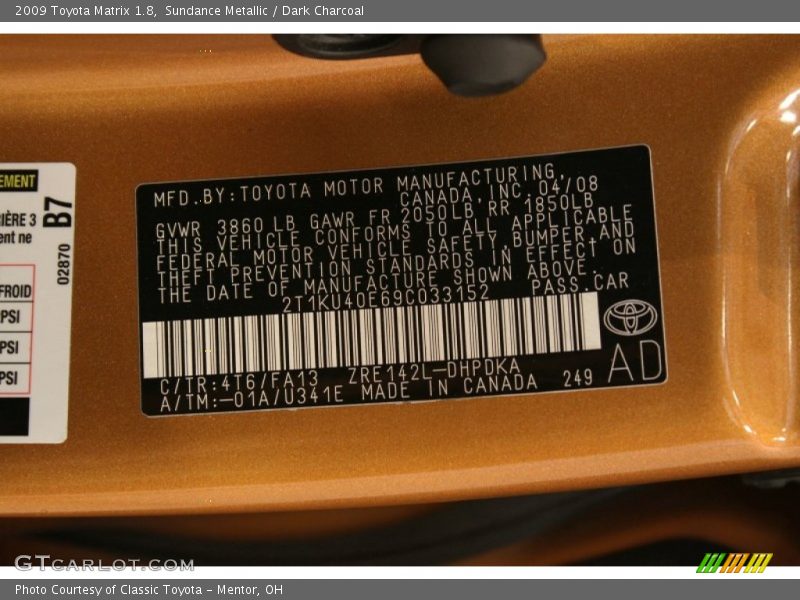 2009 Toyota Matrix 1.8, Sundance Metallic / Dark Charcoal
EMENT
IÈRE 3
ent ne
B7
02870
FROID
PSI
PSI
PSI
MFD.BY:TOYOTA MOTOR MANUFACTURING,
CANADA,INC.04/08
GVWR 3860 LB GAWR FR 2050LB RR 1850LB
THIS VEHICLE CONFORMS TO ALL APPLICABLE
FEDERAL MOTOR VEHICLE SAFETY,BUMPER AND
THEFT PREVENTION STANDARDS IN EFFECT ON
THE DATE OF MANUFACTURE SHOWN ABOVE.
2T1KU40E69C033152 PASS.CAR
C/TR:4T6/FA13 ZRE142L-DHPDKA
A/TM:-01A/U341E MADE IN CANADA 249 AD
GTCARLOT.COM
Photo Courtesy of Classic Toyota - Mentor, OH